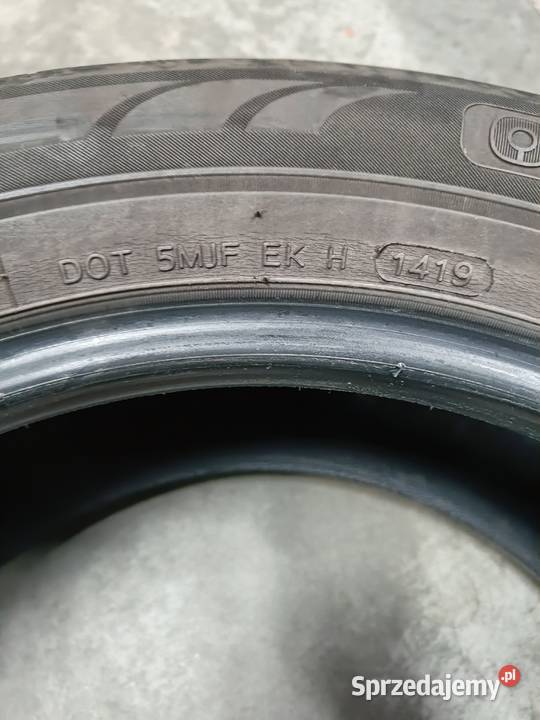 DOT 5MJF EK H 1419
Sprzedajemy.pl